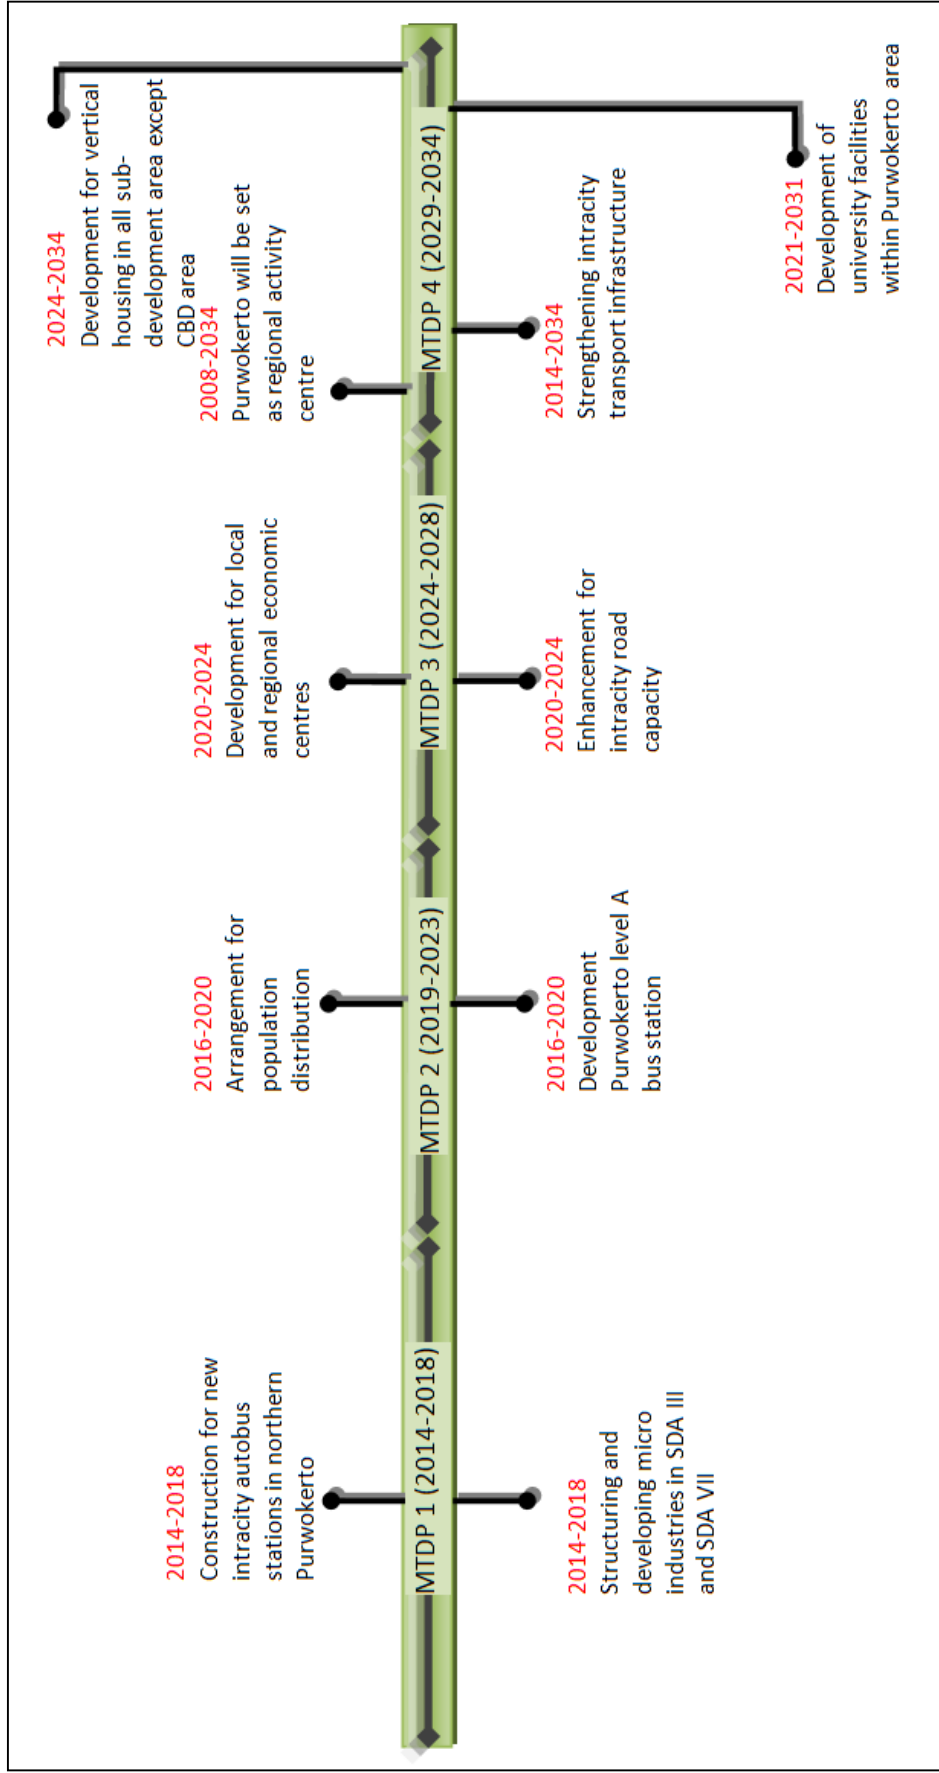 2014-2018
Construction for new
intracity autobus
stations in northern
Purwokerto
2016-2020
Arrangement for
population
distribution
2020-2024
Development for local
and regional economic
centres
2024-2034
Development for vertical
housing in all sub-
development area except
CBD area
2008-2034
Purwokerto will be set
as regional activity
centre
MTDP 1 (2014-2018)
MTDP 2 (2019-2023)
MTDP 3 (2024-2028)
MTDP 4 (2029-2034)
2014-2018
Structuring and
developing micro
industries in SDA III
and SDA VII
2016-2020
Development
Purwokerto level A
bus station
2020-2024
Enhancement for
intracity road
capacity
2014-2034
Strengthening intracity
transport infrastructure
2021-2031
Development of
university facilities
within Purwokerto area